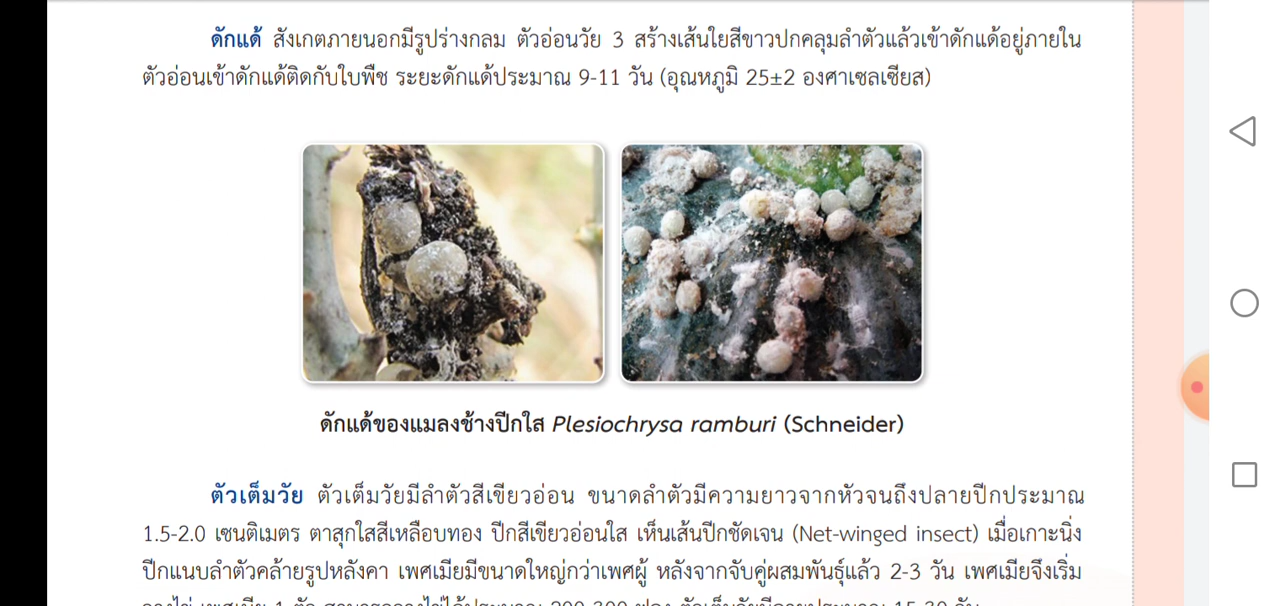 ดักแด้ สังเกตภายนอกมีรูปร่างกลม ตัวอ่อนวัย 3 สร้างเส้นใยสีขาวปกคลุมลำตัวแล้วเข้าดักแด้อยู่ภายใน
ตัวอ่อนเข้าดักแด้ติดกับใบพืช ระยะดักแด้ประมาณ 9-11 วัน (อุณหภูมิ 25±2 องศาเซลเซียส)
ดักแด้ของแมลงช้างปีกใส Plesiochrysa ramburi (Schneider)
ตัวเต็มวัย ตัวเต็มวัยมีลำตัวสีเขียวอ่อน ขนาดลำตัวมีความยาวจากหัวจนถึงปลายปีกประมาณ
1.5-2.0 เซนติเมตร ตาสุกใสสีเหลือบทอง ปีกสีเขียวอ่อนใส เห็นเส้นปีกชัดเจน (Net-winged insect) เมื่อเกาะนิ่ง
ปีกแนบลำตัวคล้ายรูปหลังคา เพศเมียมีขนาดใหญ่กว่าเพศผู้ หลังจากจับคู่ผสมพันธุ์แล้ว 2-3 วัน เพศเมียจึงเริ่ม